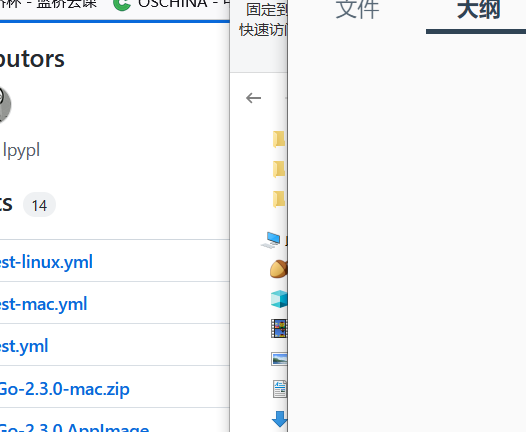 蓝桥云课
OSCHINA - 中
butors
lpypl
ts 14
est-linux.yml
est-mac.yml
est.yml
Go-2.3.0-mac.zip
Go-2.3.0.AppImage
固定到
快速访问
文件
大纲